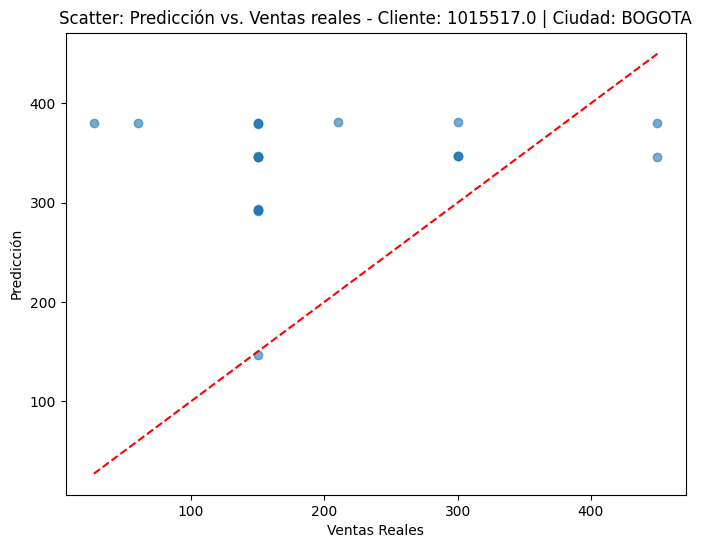 Scatter: Predicción vs. Ventas reales - Cliente: 1015517.0 | Ciudad: BOGOTA
400
300
200
100
Predicción
100 200 300 400
Ventas Reales